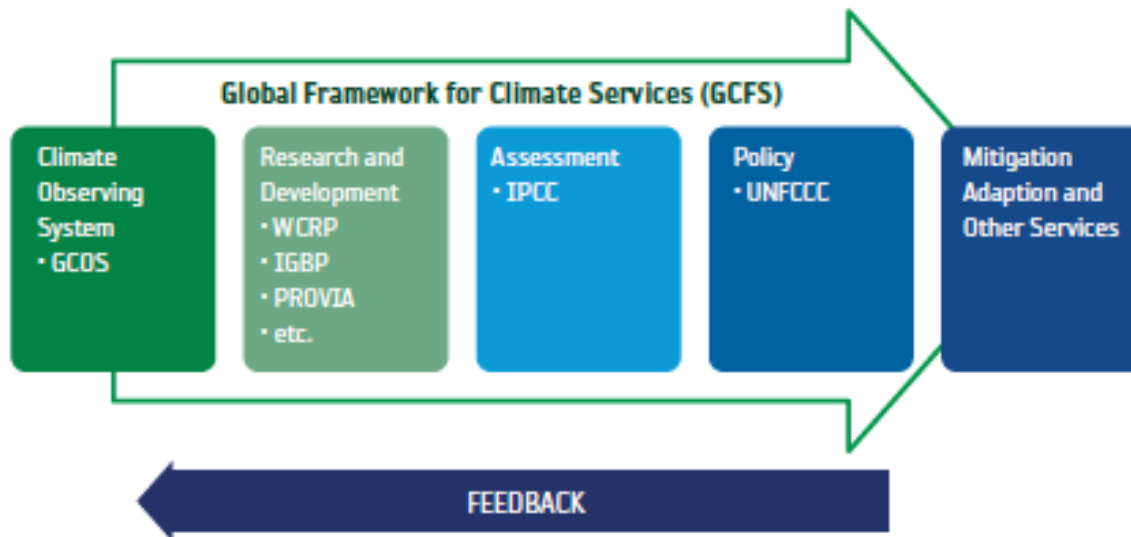 Global Framework for Climate Services (GCFS)
Climate
Observing
System
• GCOS
Research and
Development
• WCRP
• IGBP
• PROVIA
• etc.
Assessment
• IPCC
Policy
• UNFCCC
Mitigation
Adaption and
Other Services
FEEDBACK